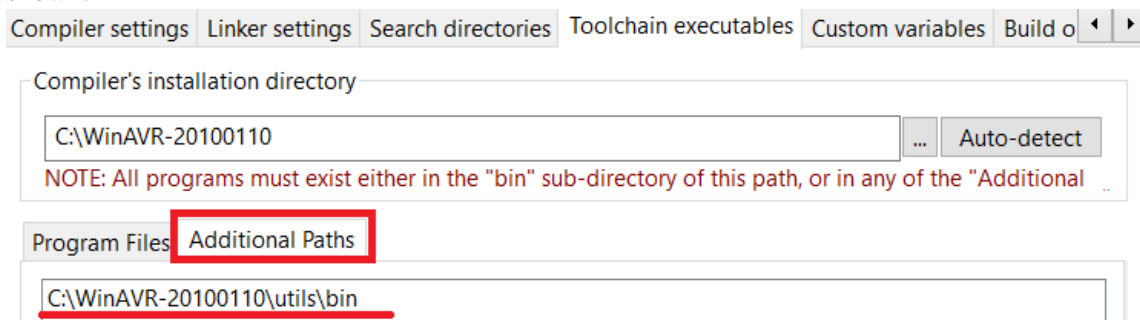 Compiler settings Linker settings Search directories Toolchain executables Custom variables Build o
Compiler's installation directory
C:\WinAVR-20100110 ... Auto-detect
NOTE: All programs must exist either in the "bin" sub-directory of this path, or in any of the "Additional
Program Files Additional Paths
C:\WinAVR-20100110\utils\bin